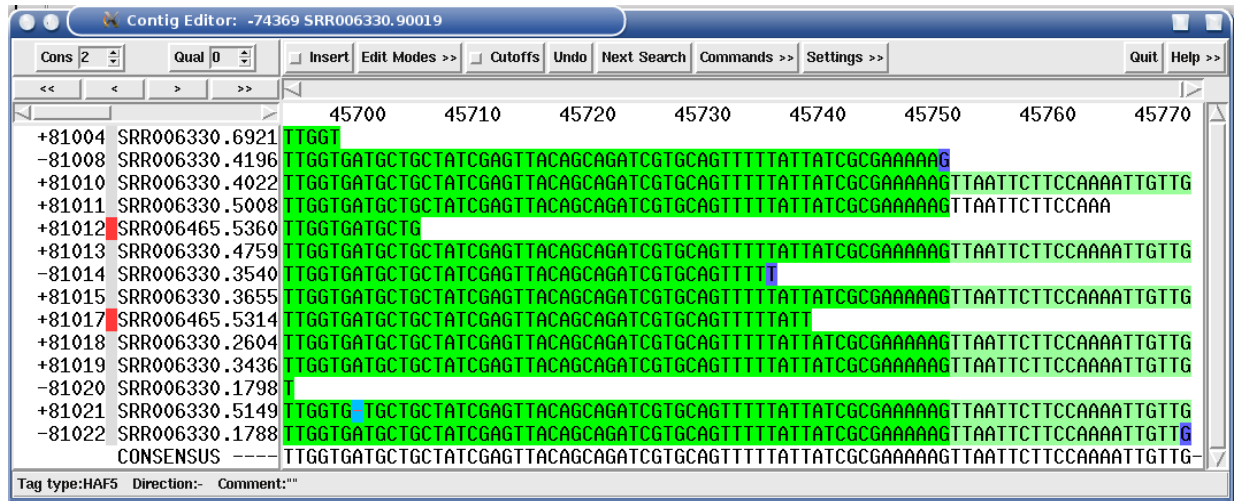 Contig Editor: -74369 SRR006330.90019
Cons 2 Qual 0 Insert Edit Modes >> Cutoffs Undo Next Search Commands >> Settings >> Quit Help >>
<< < > >>
45700 45710 45720 45730 45740 45750 45760 45770
+81004 SRR006330.6921 TTGGT
-81008 SRR006330.4196 TTGGTGATGCTGCTATCGAGTTACAGCAGATCGTGCAGTTTTTATTATCGCGAAAAAG
+81010 SRR006330.4022 TTGGTGATGCTGCTATCGAGTTACAGCAGATCGTGCAGTTTTTATTATCGCGAAAAAGTTAATTCTTCCAAAATTGTTG
+81011 SRR006330.5008 TTGGTGATGCTGCTATCGAGTTACAGCAGATCGTGCAGTTTTTATTATCGCGAAAAAGTTAATTCTTCCAAA
+81012 SRR006465.5360 TTGGTGATGCTG
+81013 SRR006330.4759 TTGGTGATGCTGCTATCGAGTTACAGCAGATCGTGCAGTTTTTATTATCGCGAAAAAGTTAATTCTTCCAAAATTGTTG
-81014 SRR006330.3540 TTGGTGATGCTGCTATCGAGTTACAGCAGATCGTGCAGTTTTT
+81015 SRR006330.3655 TTGGTGATGCTGCTATCGAGTTACAGCAGATCGTGCAGTTTTTATTATCGCGAAAAAGTTAATTCTTCCAAAATTGTTG
+81017 SRR006465.5314 TTGGTGATGCTGCTATCGAGTTACAGCAGATCGTGCAGTTTTTATT
+81018 SRR006330.2604 TTGGTGATGCTGCTATCGAGTTACAGCAGATCGTGCAGTTTTTATTATCGCGAAAAAGTTAATTCTTCCAAAATTGTTG
+81019 SRR006330.3436 TTGGTGATGCTGCTATCGAGTTACAGCAGATCGTGCAGTTTTTATTATCGCGAAAAAGTTAATTCTTCCAAAATTGTTG
-81020 SRR006330.1798 T
+81021 SRR006330.5149 TTGGTG-TGCTGCTATCGAGTTACAGCAGATCGTGCAGTTTTTATTATCGCGAAAAAGTTAATTCTTCCAAAATTGTTG
-81022 SRR006330.1788 TTGGTGATGCTGCTATCGAGTTACAGCAGATCGTGCAGTTTTTATTATCGCGAAAAAGTTAATTCTTCCAAAATTGTTG
CONSENSUS ---- TTGGTGATGCTGCTATCGAGTTACAGCAGATCGTGCAGTTTTTATTATCGCGAAAAAGTTAATTCTTCCAAAATTGTTG-
Tag type:HAF5 Direction:- Comment:""